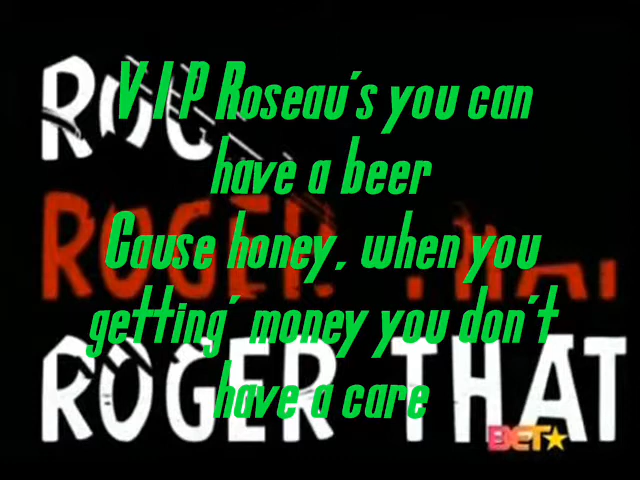 ROG
V I P Roseau's you can
have a beer
ROGER THAT
Cause honey, when you
getting' money you don't
ROGER THAT
have a care
BET